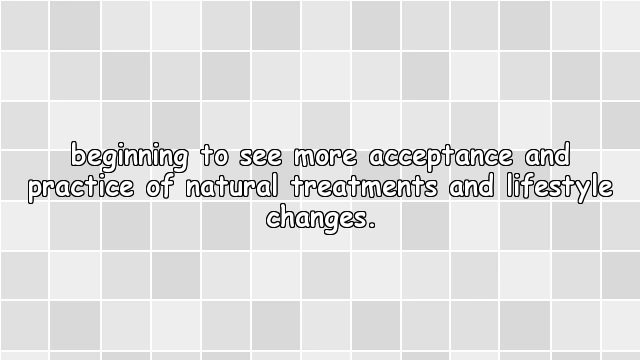 beginning to see more acceptance and
practice of natural treatments and lifestyle
changes.